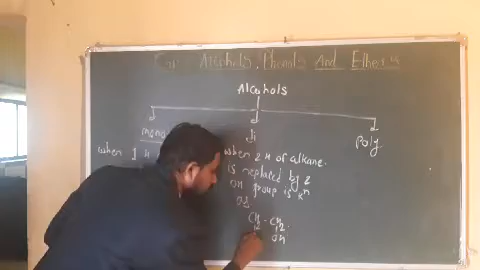 Alcohols, Phenols And Ethers
Alcohols
mono di Poly
when 1 H
when 2 H of alkane.
is replaced by 2
OH group is
CH2 - CH2.
OH